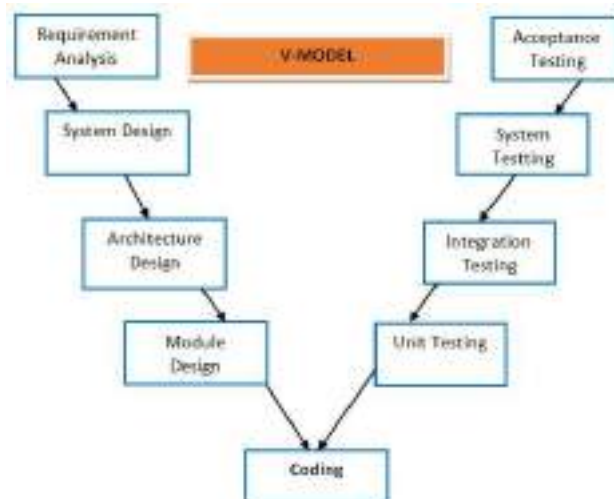 Requirement
Analysis
V-MODEL
Acceptance
Testing
System Design
System
Testting
Architecture
Design
Integration
Testing
Module
Design
Unit Testing
Coding